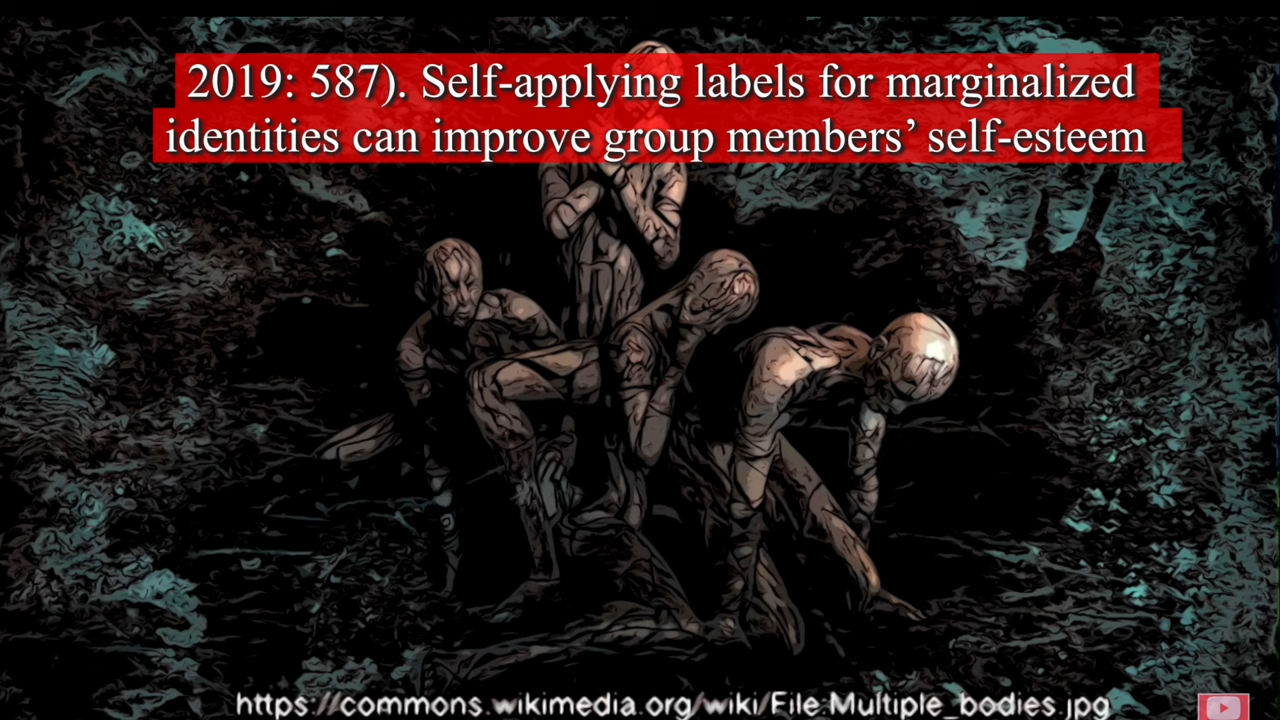 2019: 587). Self-applying labels for marginalized
identities can improve group members’ self-esteem
https://commons.wikimedia.org/wiki/File:Multiple_bodies.jpg